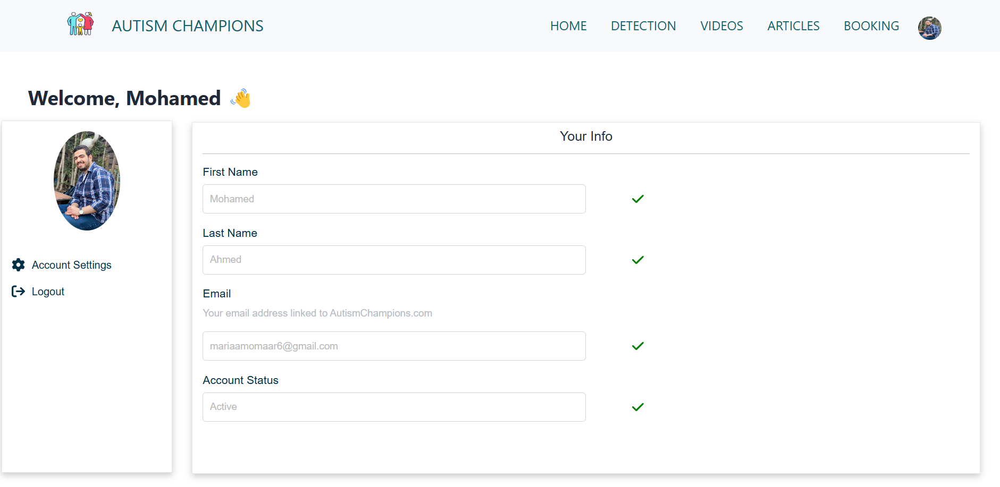 AUTISM CHAMPIONS
HOME DETECTION VIDEOS ARTICLES BOOKING
Welcome, Mohamed 👋
Account Settings
Logout
Your Info
First Name
Mohamed
Last Name
Ahmed
Email
Your email address linked to AutismChampions.com
mariaamomaar6@gmail.com
Account Status
Active